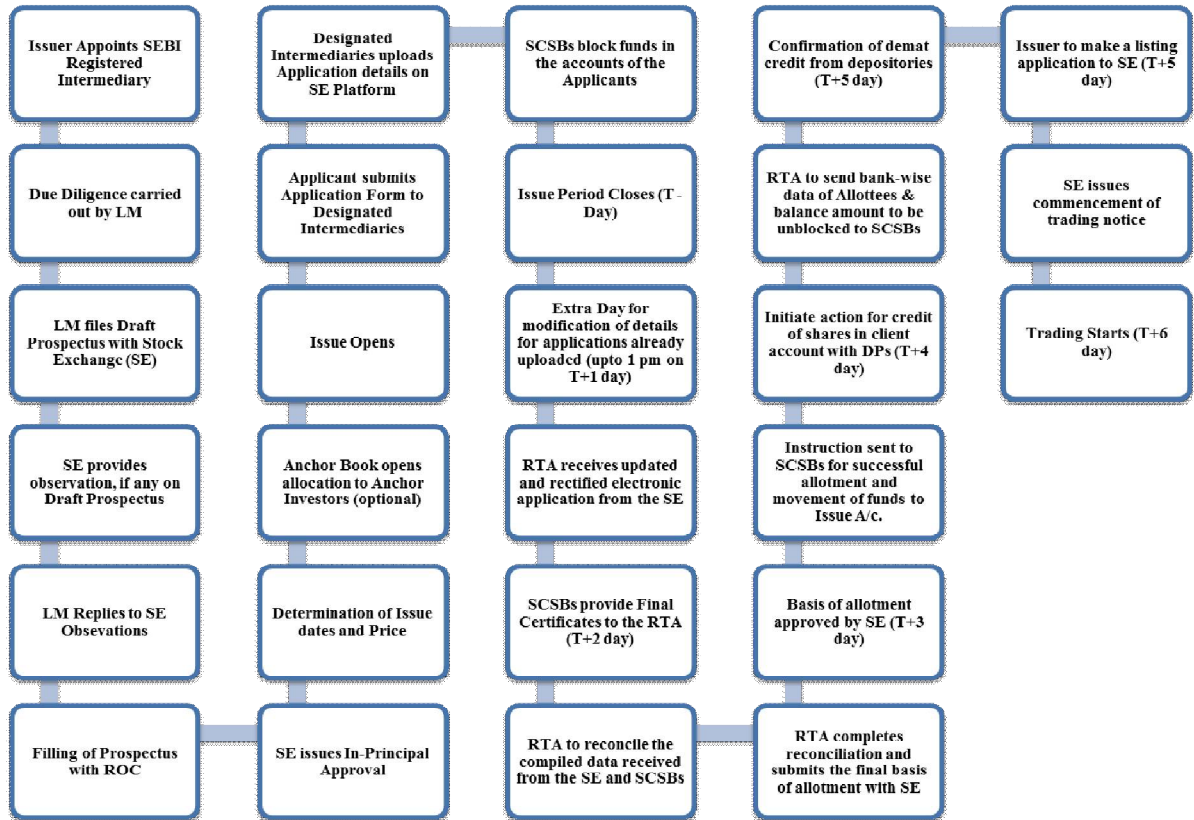 Issuer Appoints SEBI
Registered
Intermediary
Due Diligence carried
out by LM
LM files Draft
Prospectus with Stock
Exchange (SE)
SE provides
observation, if any on
Draft Prospectus
LM Replies to SE
Obsevations
Filling of Prospectus
with ROC
SE issues In-Principal
Approval
Determination of Issue
dates and Price
Anchor Book opens
allocation to Anchor
Investors (optional)
Issue Opens
Applicant submits
Application Form to
Designated
Intermediaries
Designated
Intermediaries uploads
Application details on
SE Platform
SCSBs block funds in
the accounts of the
Applicants
Issue Period Closes (T -
Day)
Extra Day for
modification of details
for applications already
uploaded (upto 1 pm on
T+1 day)
RTA receives updated
and rectified electronic
application from the SE
SCSBs provide Final
Certificates to the RTA
(T+2 day)
RTA to reconcile the
compiled data received
from the SE and SCSBs
RTA completes
reconciliation and
submits the final basis
of allotment with SE
Basis of allotment
approved by SE (T+3
day)
Instruction sent to
SCSBs for successful
allotment and
movement of funds to
Issue A/c.
Initiate action for credit
of shares in client
account with DPs (T+4
day)
RTA to send bank-wise
data of Allottees &
balance amount to be
unblocked to SCSBs
Confirmation of demat
credit from depositories
(T+5 day)
Issuer to make a listing
application to SE (T+5
day)
SE issues
commencement of
trading notice
Trading Starts (T+6
day)